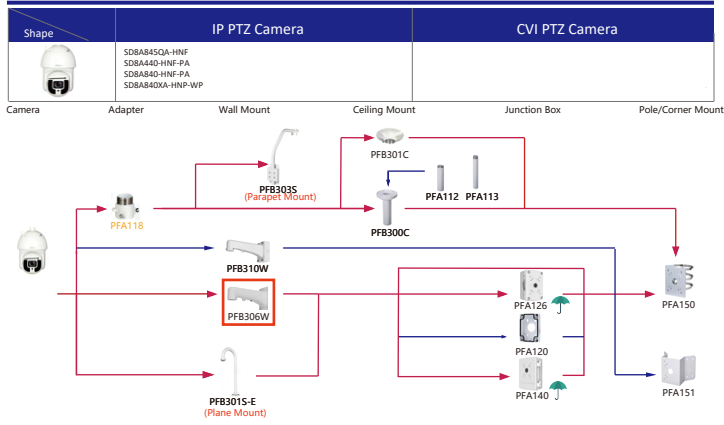 Shape
IP PTZ Camera
CVI PTZ Camera
SD8A845QA-HNF
SD8A440-HNF-PA
SD8A840-HNF-PA
SD8A840XA-HNP-WP
Camera
Adapter
Wall Mount
Ceiling Mount
Junction Box
Pole/Corner Mount
PFB301C
PFB303S
(Parapet Mount)
PFA112
PFA113
PFA118
PFB300C
PFB310W
PFB306W
PFA126
PFA150
PFA120
PFB301S-E
(Plane Mount)
PFA140
PFA151